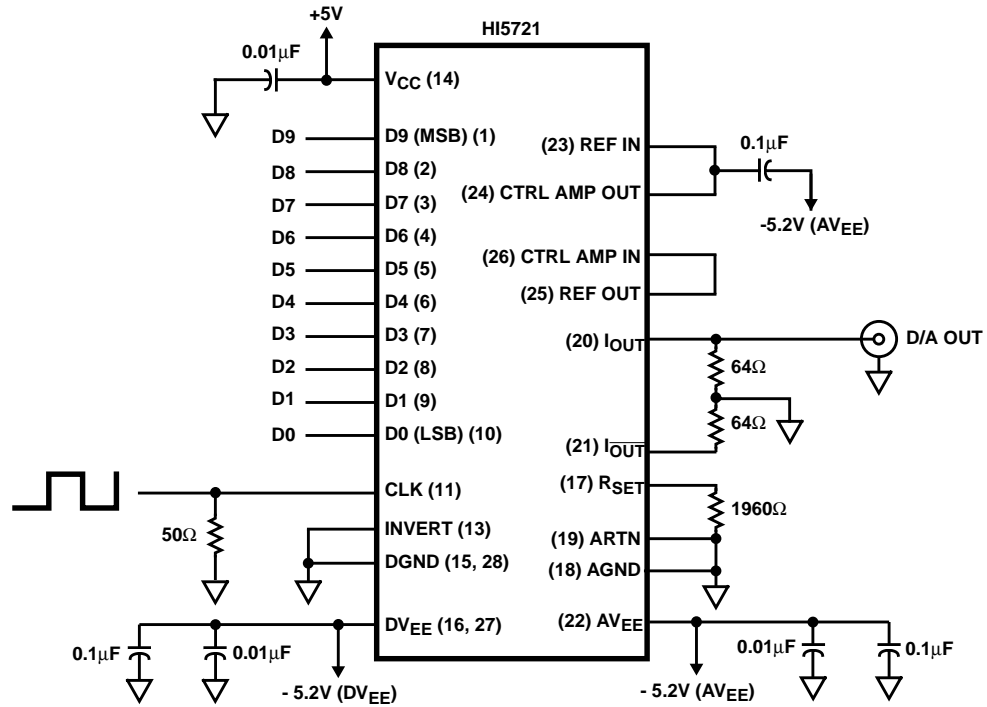 HI5721
+5V
0.01μF
VCC (14)
D9
D9 (MSB) (1)
D8
D8 (2)
D7
D7 (3)
D6
D6 (4)
D5
D5 (5)
D4
D4 (6)
D3
D3 (7)
D2
D2 (8)
D1
D1 (9)
D0
D0 (LSB) (10)
CLK (11)
50Ω
INVERT (13)
DGND (15, 28)
DVEE (16, 27)
0.1μF
0.01μF
- 5.2V (DVEE)
(23) REF IN
0.1μF
(24) CTRL AMP OUT
-5.2V (AVEE)
(26) CTRL AMP IN
(25) REF OUT
(20) IOUT
D/A OUT
64Ω
64Ω
(21) I̅O̅U̅T̅
(17) RSET
1960Ω
(19) ARTN
(18) AGND
(22) AVEE
0.01μF
0.1μF
- 5.2V (AVEE)